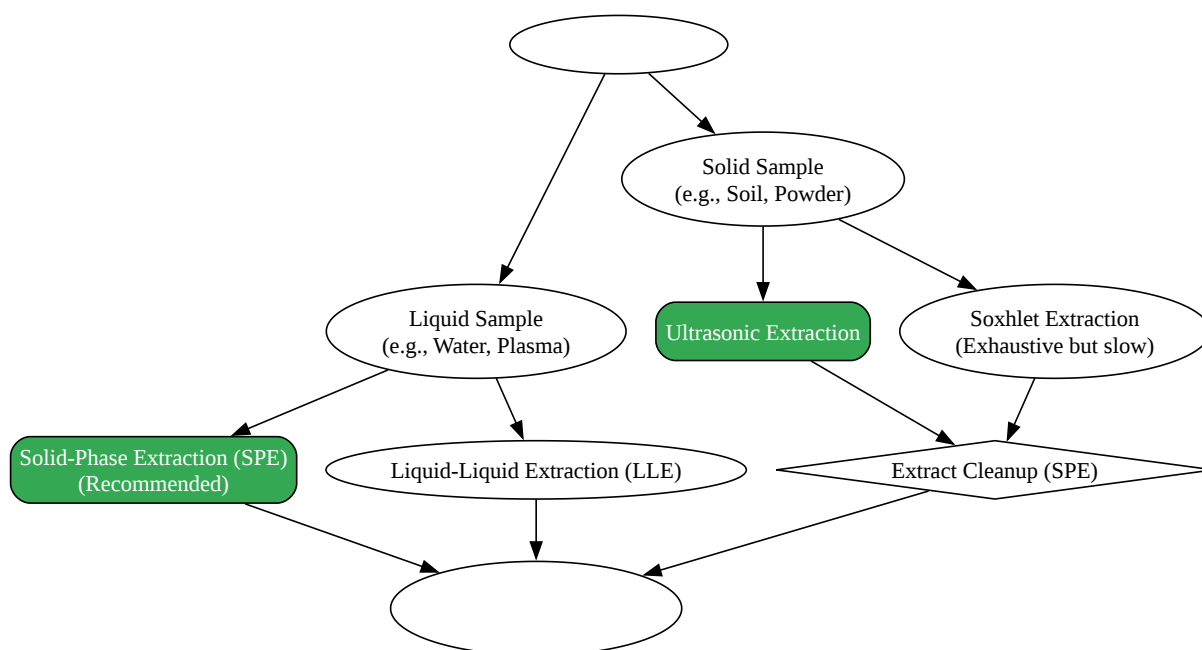 Solid Sample
(e.g., Soil, Powder)
Liquid Sample
(e.g., Water, Plasma)
Ultrasonic Extraction
Soxhlet Extraction
(Exhaustive but slow)
Solid-Phase Extraction (SPE)
(Recommended)
Liquid-Liquid Extraction (LLE)
Extract Cleanup (SPE)